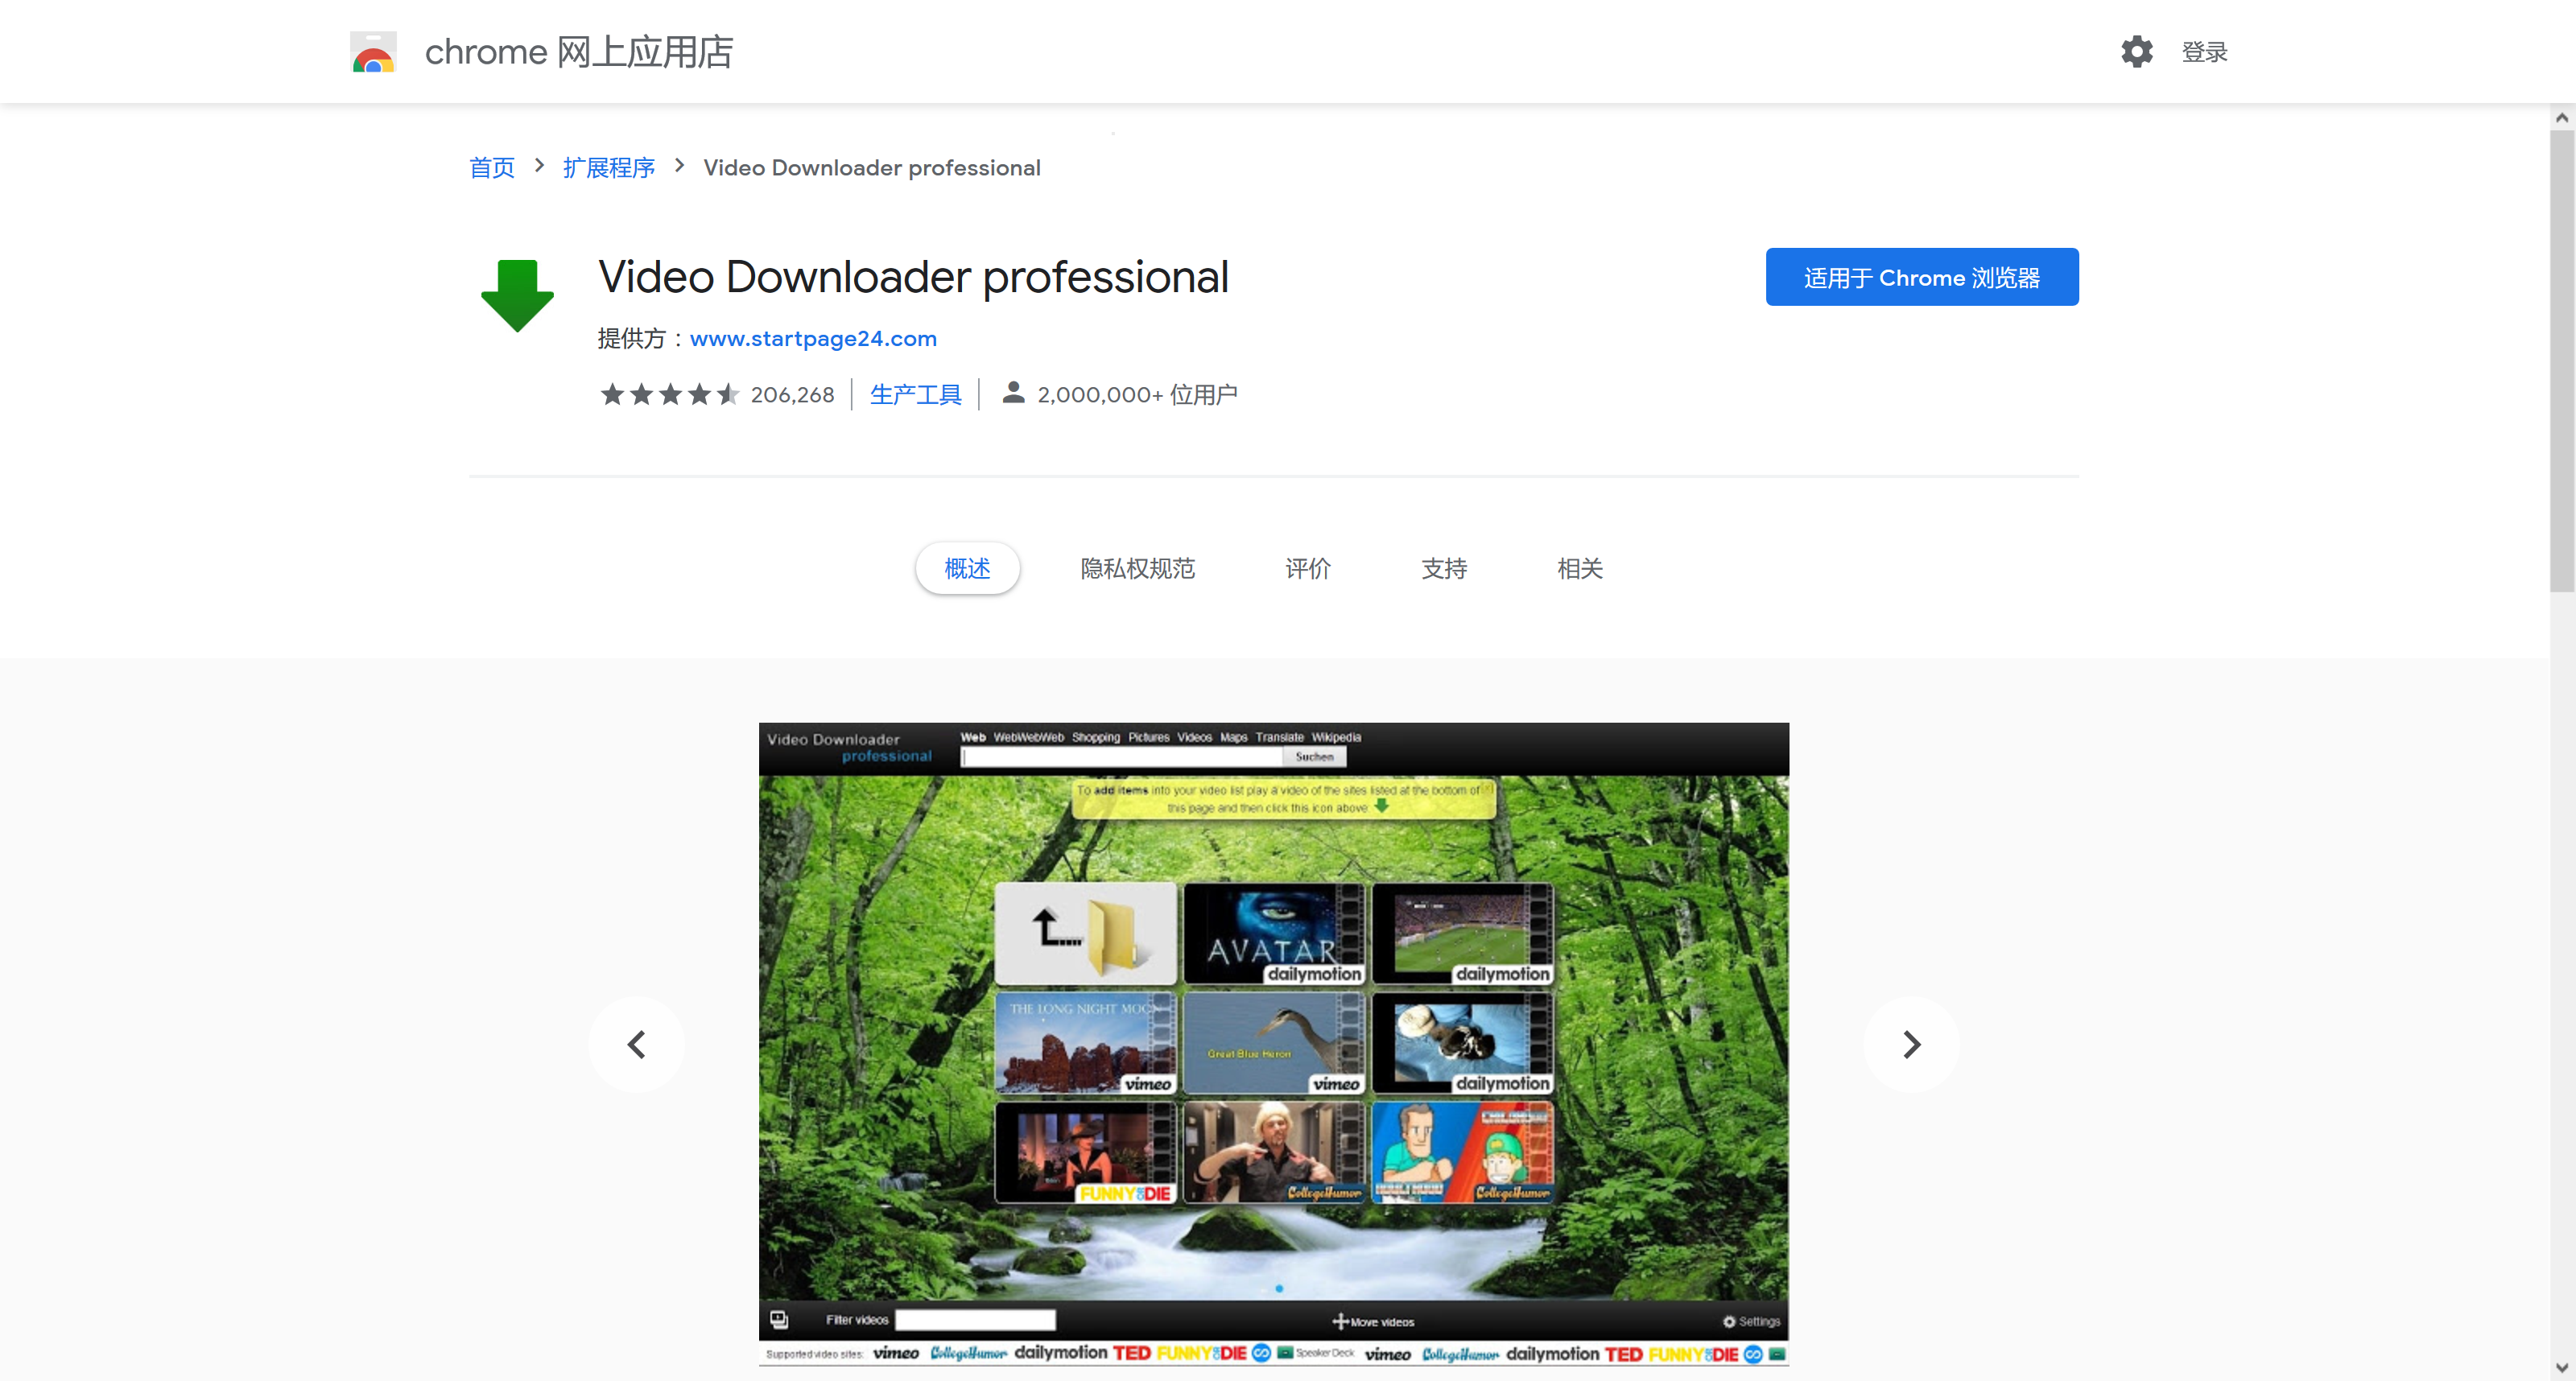 chrome 网上应用店
登录
首页 > 扩展程序 > Video Downloader professional
Video Downloader professional
适用于 Chrome 浏览器
提供方：www.startpage24.com
206,268
生产工具
2,000,000+ 位用户
概述
隐私权规范
评价
支持
相关
Video Downloader
professional
Web WebWebWeb Shopping Pictures Videos Maps Translate Wikipedia
Suchen
To add items into your video list play a video of the sites listed at the bottom of
this page and then click this icon above:
AVATAR
dailymotion
dailymotion
THE LONG NIGHT MOON
vimeo
Great Blue Heron
vimeo
dailymotion
FUNNY OR DIE
CollegeHumor
CollegeHumor
Filter videos
Move videos
Settings
Supported video sites: vimeo CollegeHumor dailymotion TED FUNNY OR DIE Speaker Deck vimeo CollegeHumor dailymotion TED FUNNY OR DIE